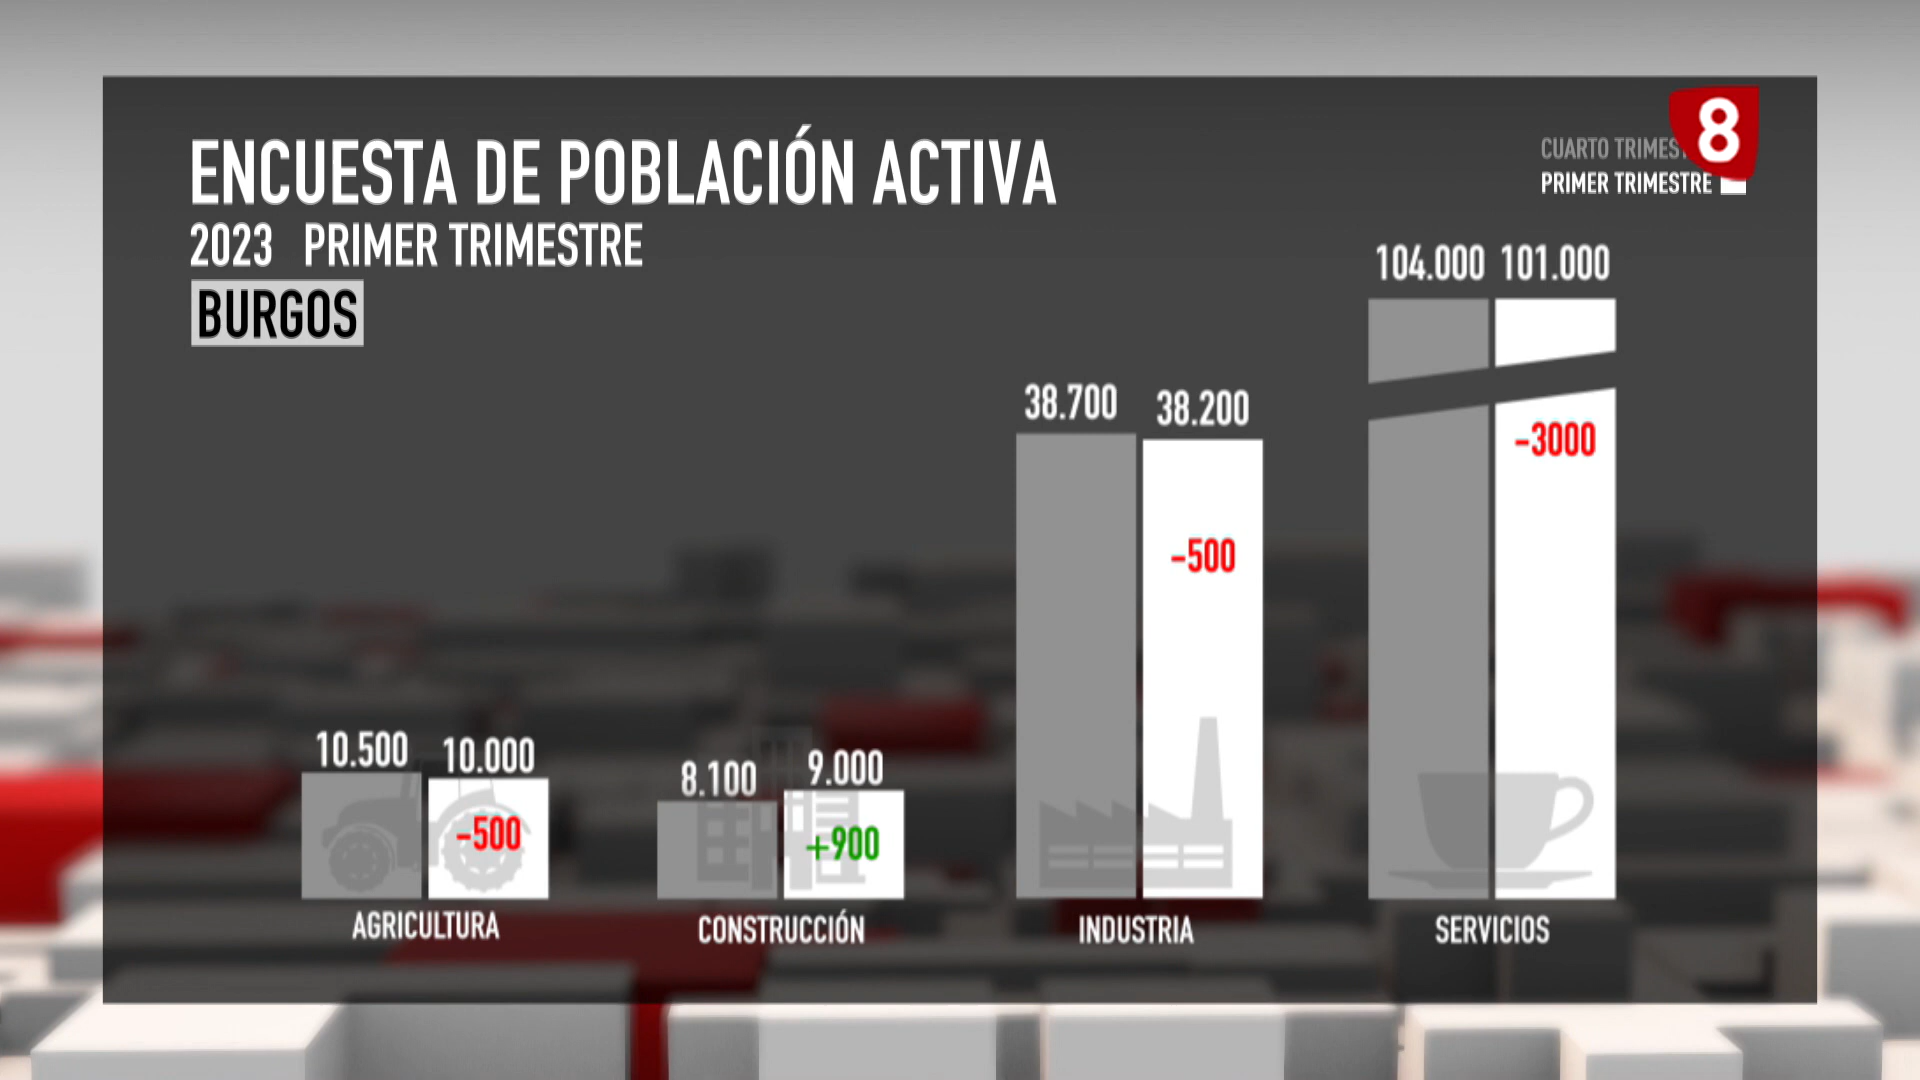 ENCUESTA DE POBLACIÓN ACTIVA
2023 PRIMER TRIMESTRE
BURGOS
8
CUARTO
PRIMER TRIMESTRE
10.500 10.000
-500
AGRICULTURA
8.100 9.000
+900
CONSTRUCCIÓN
38.700 38.200
-500
INDUSTRIA
104.000 101.000
-3000
SERVICIOS